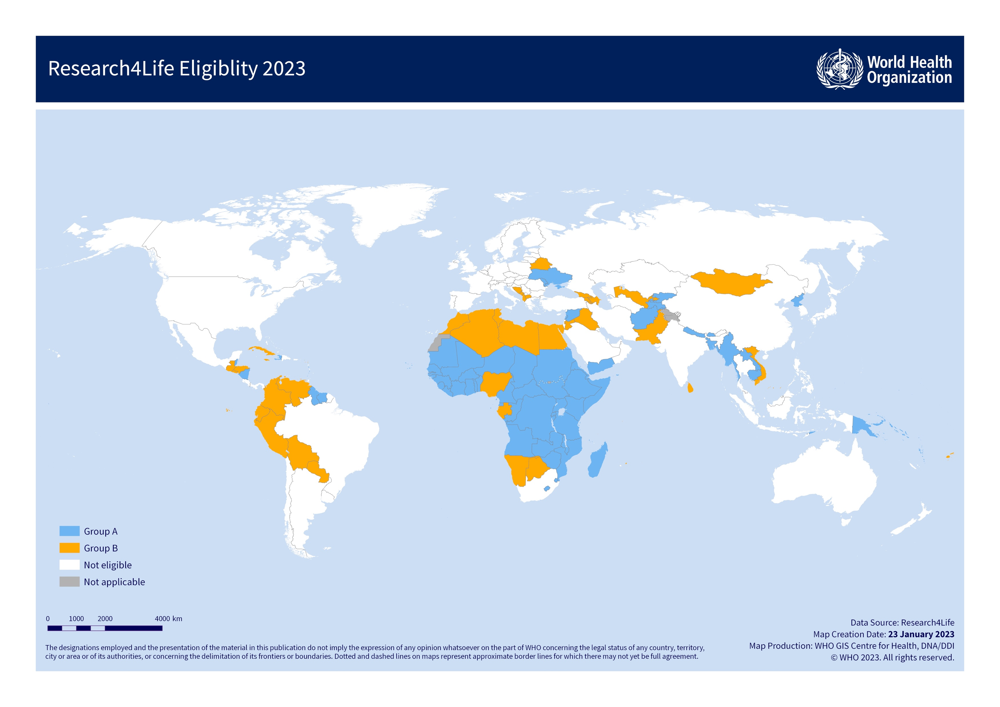 Research4Life Eligiblity 2023
World Health
Organization
Group A
Group B
Not eligible
Not applicable
0 1000 2000 4000 km
The designations employed and the presentation of the material in this publication do not imply the expression of any opinion whatsoever on the part of WHO concerning the legal status of any country, territory,
city or area or of its authorities, or concerning the delimitation of its frontiers or boundaries. Dotted and dashed lines on maps represent approximate border lines for which there may not yet be full agreement.
Data Source: Research4Life
Map Creation Date: 23 January 2023
Map Production: WHO GIS Centre for Health, DNA/DDI
© WHO 2023. All rights reserved.